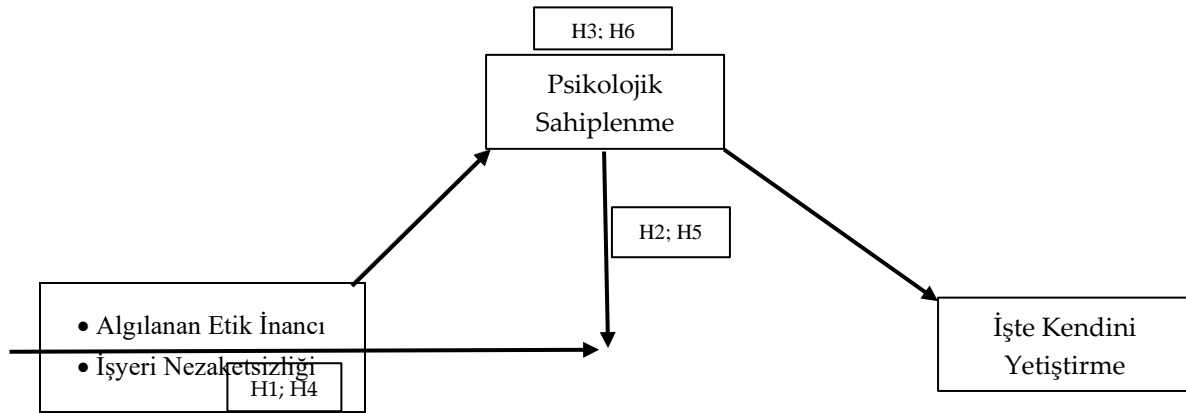 H3; H6
Psikolojik
Sahiplenme
H2; H5
• Algılanan Etik İnancı
• İşyeri Nezaketsizliği
H1; H4
İşte Kendini
Yetiştirme